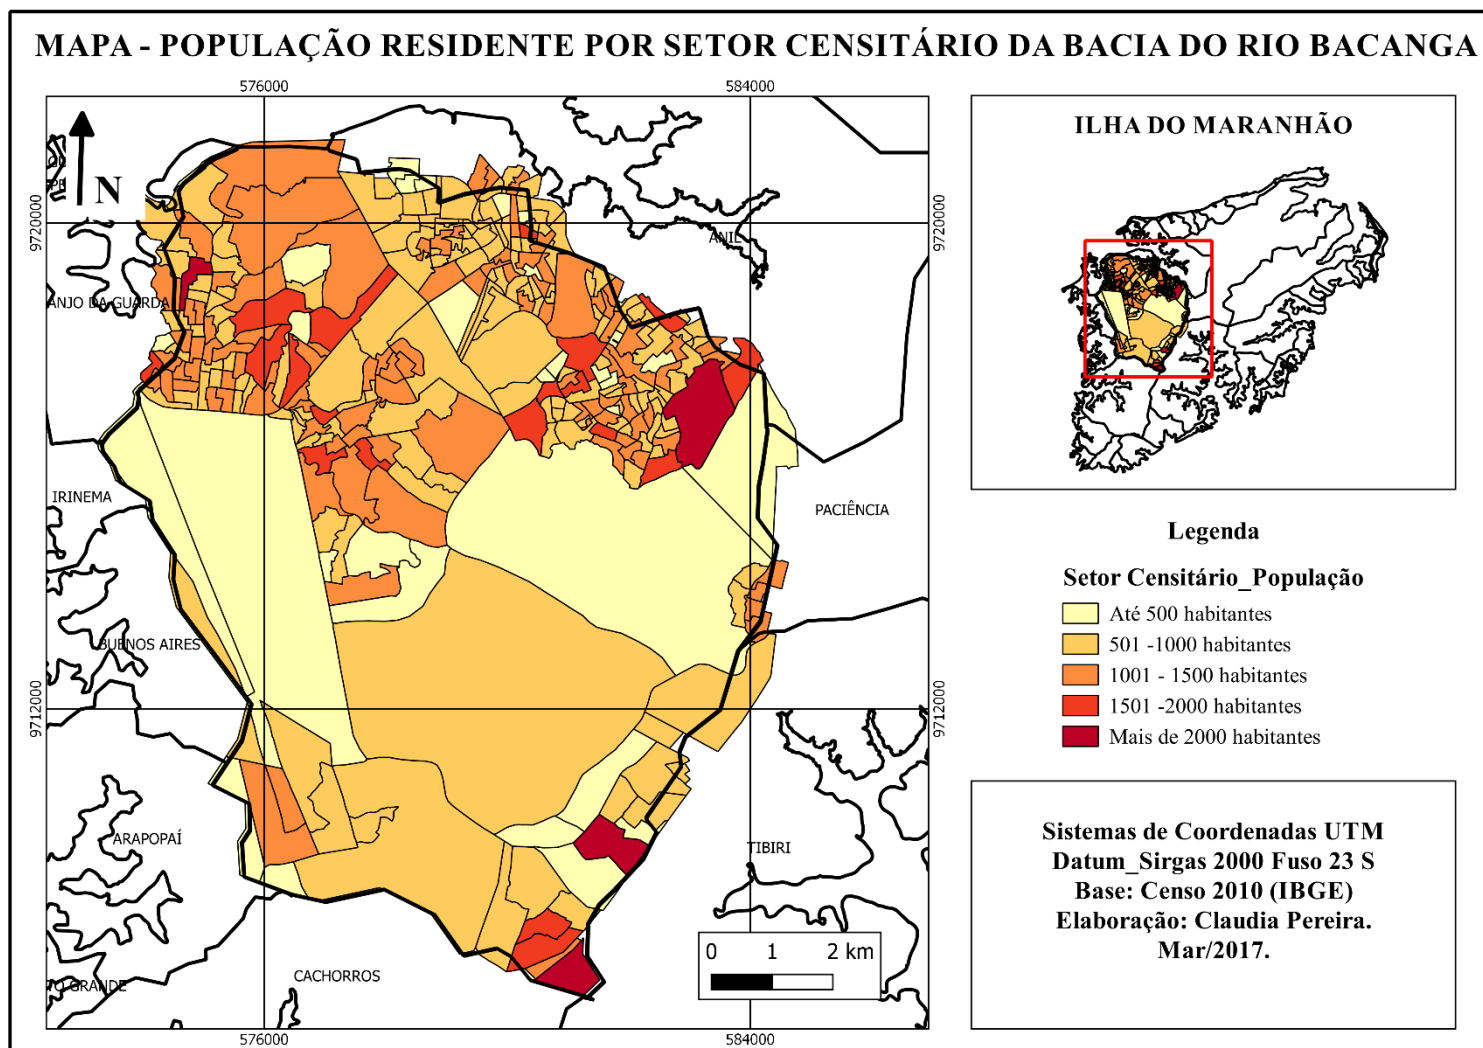 MAPA - POPULAÇÃO RESIDENTE POR SETOR CENSITÁRIO DA BACIA DO RIO BACANGA
576000
584000
N
9720000
9720000
ANIL
ANJO DA GUARDA
IRINEMA
PACIÊNCIA
BUENOS AIRES
9712000
9712000
ARAPOPAÍ
TIBIRI
CACHORROS
TO GRANDE
0 1 2 km
576000
584000
ILHA DO MARANHÃO
Legenda
Setor Censitário_População
Até 500 habitantes
501 -1000 habitantes
1001 - 1500 habitantes
1501 -2000 habitantes
Mais de 2000 habitantes
Sistemas de Coordenadas UTM
Datum_Sirgas 2000 Fuso 23 S
Base: Censo 2010 (IBGE)
Elaboração: Claudia Pereira.
Mar/2017.